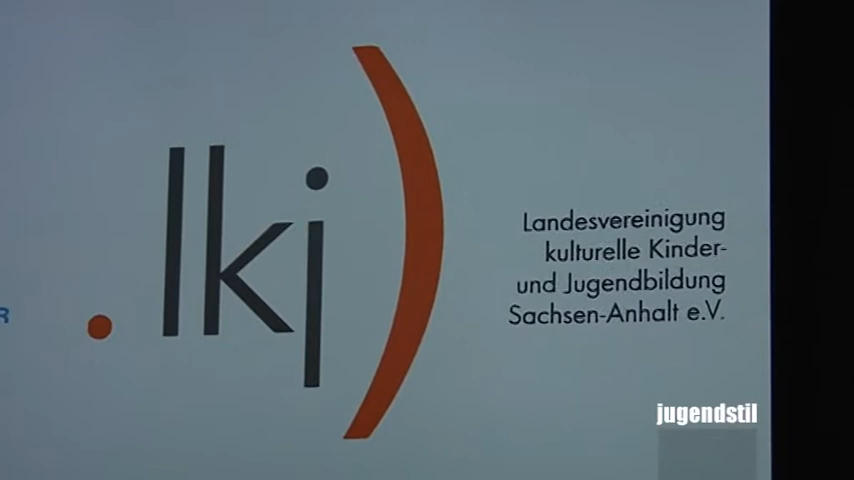 .lkj)
Landesvereinigung
kulturelle Kinder-
und Jugendbildung
Sachsen-Anhalt e.V.
R
jugendstil